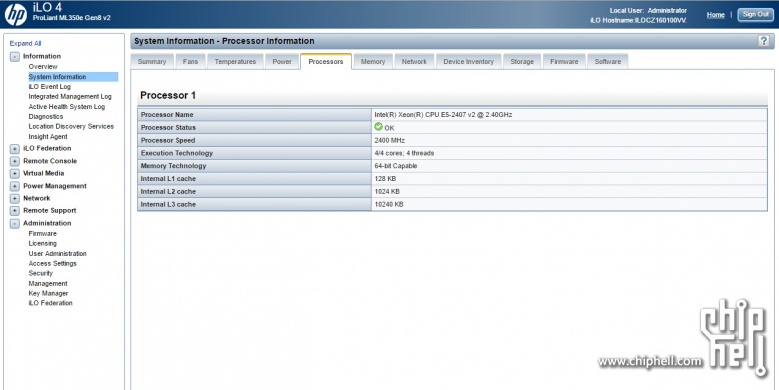 hp
iLO 4
ProLiant ML350e Gen8 v2
Local User: Administrator
iLO Hostname:ILOCZ160100VV.
Home
Sign Out
Expand All
Information
Overview
System Information
iLO Event Log
Integrated Management Log
Active Health System Log
Diagnostics
Location Discovery Services
Insight Agent
iLO Federation
Remote Console
Virtual Media
Power Management
Network
Remote Support
Administration
Firmware
Licensing
User Administration
Access Settings
Security
Management
Key Manager
iLO Federation
System Information - Processor Information
?
Summary Fans Temperatures Power Processors Memory Network Device Inventory Storage Firmware Software
Processor 1
Processor Name Intel(R) Xeon(R) CPU E5-2407 v2 @ 2.40GHz
Processor Status OK
Processor Speed 2400 MHz
Execution Technology 4/4 cores; 4 threads
Memory Technology 64-bit Capable
Internal L1 cache 128 KB
Internal L2 cache 1024 KB
Internal L3 cache 10240 KB
chip
hell
www.chiphell.com